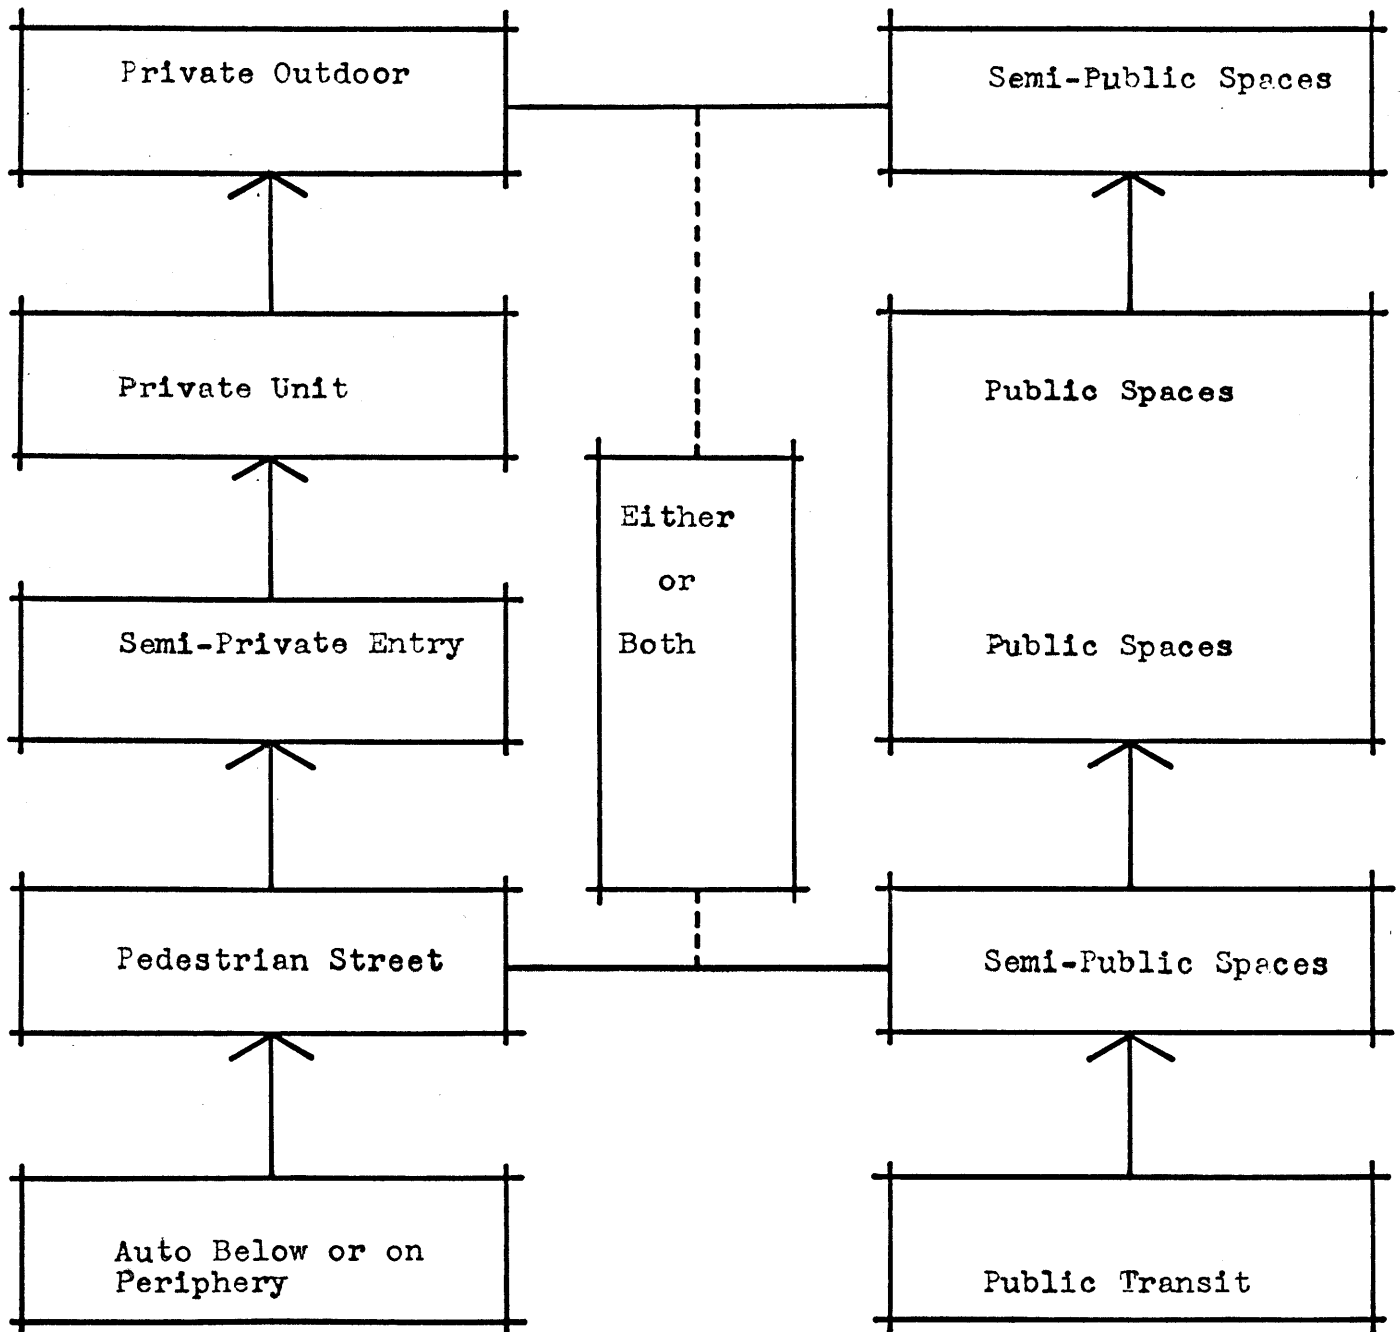 Private Outdoor
Semi-Public Spaces
Private Unit
Public Spaces
Either
or
Both
Semi-Private Entry
Public Spaces
Pedestrian Street
Semi-Public Spaces
Auto Below or on
Periphery
Public Transit